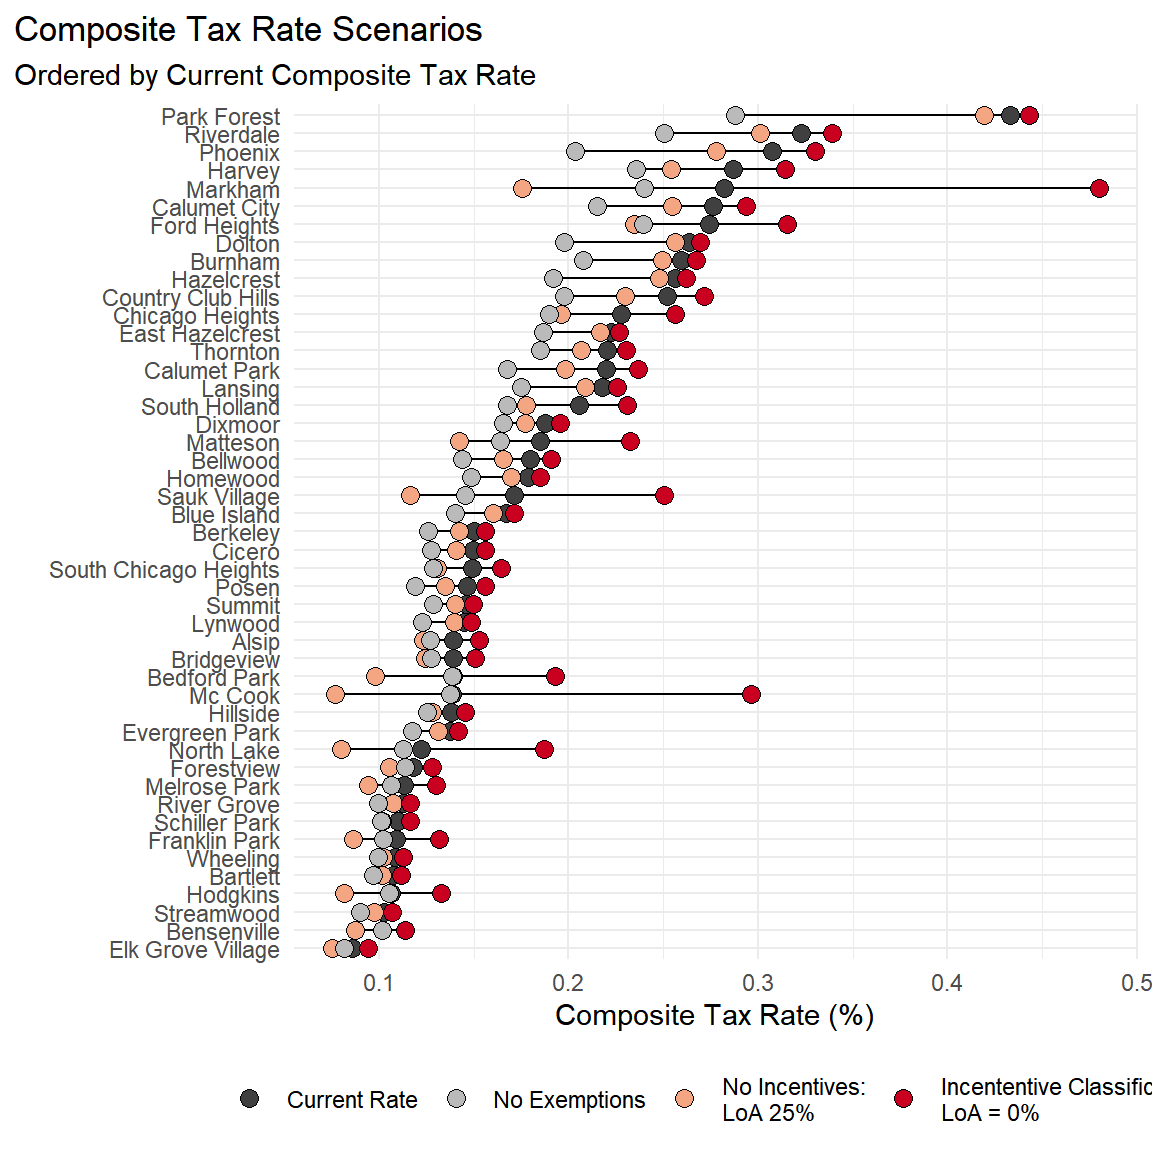 Composite Tax Rate Scenarios
Ordered by Current Composite Tax Rate
Park Forest
Riverdale
Phoenix
Harvey
Markham
Calumet City
Ford Heights
Dolton
Burnham
Hazelcrest
Country Club Hills
Chicago Heights
East Hazelcrest
Thornton
Calumet Park
Lansing
South Holland
Dixmoor
Matteson
Bellwood
Homewood
Sauk Village
Blue Island
Berkeley
Cicero
South Chicago Heights
Posen
Summit
Lynwood
Alsip
Bridgeview
Bedford Park
Mc Cook
Hillside
Evergreen Park
North Lake
Forestview
Melrose Park
River Grove
Schiller Park
Franklin Park
Wheeling
Bartlett
Hodgkins
Streamwood
Bensenville
Elk Grove Village
0.1 0.2 0.3 0.4 0.5
Composite Tax Rate (%)
Current Rate
No Exemptions
No Incentives:
LoA 25%
Incententive Classific
LoA = 0%